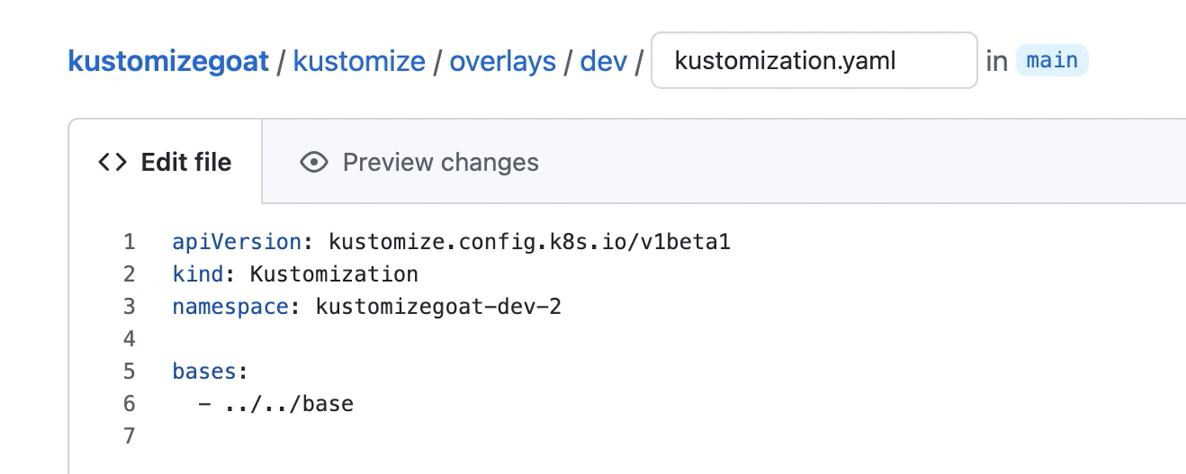 kustomizegoat / kustomize / overlays / dev / kustomization.yaml in main
<> Edit file Preview changes
1 apiVersion: kustomize.config.k8s.io/v1beta1
2 kind: Kustomization
3 namespace: kustomizegoat-dev-2
4
5 bases:
6   - ../../base
7